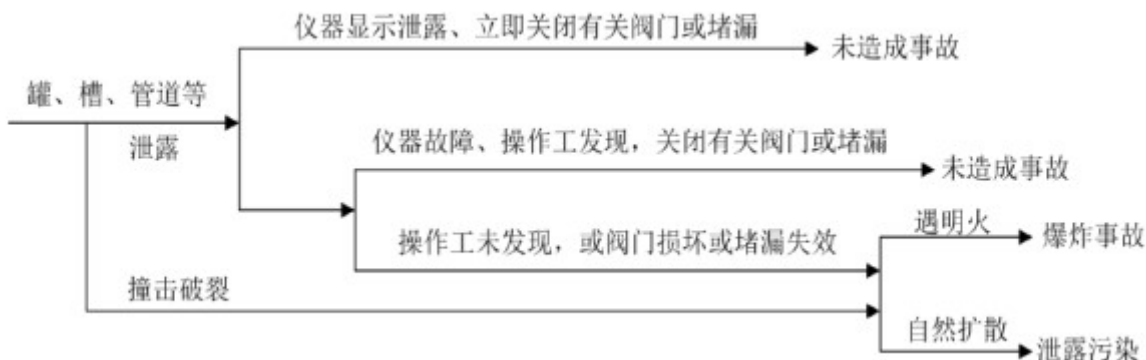 仪器显示泄露、立即关闭有关阀门或堵漏
未造成事故
罐、槽、管道等
泄露
仪器故障、操作工发现，关闭有关阀门或堵漏
未造成事故
遇明火
操作工未发现，或阀门损坏或堵漏失效
爆炸事故
撞击破裂
自然扩散
泄露污染